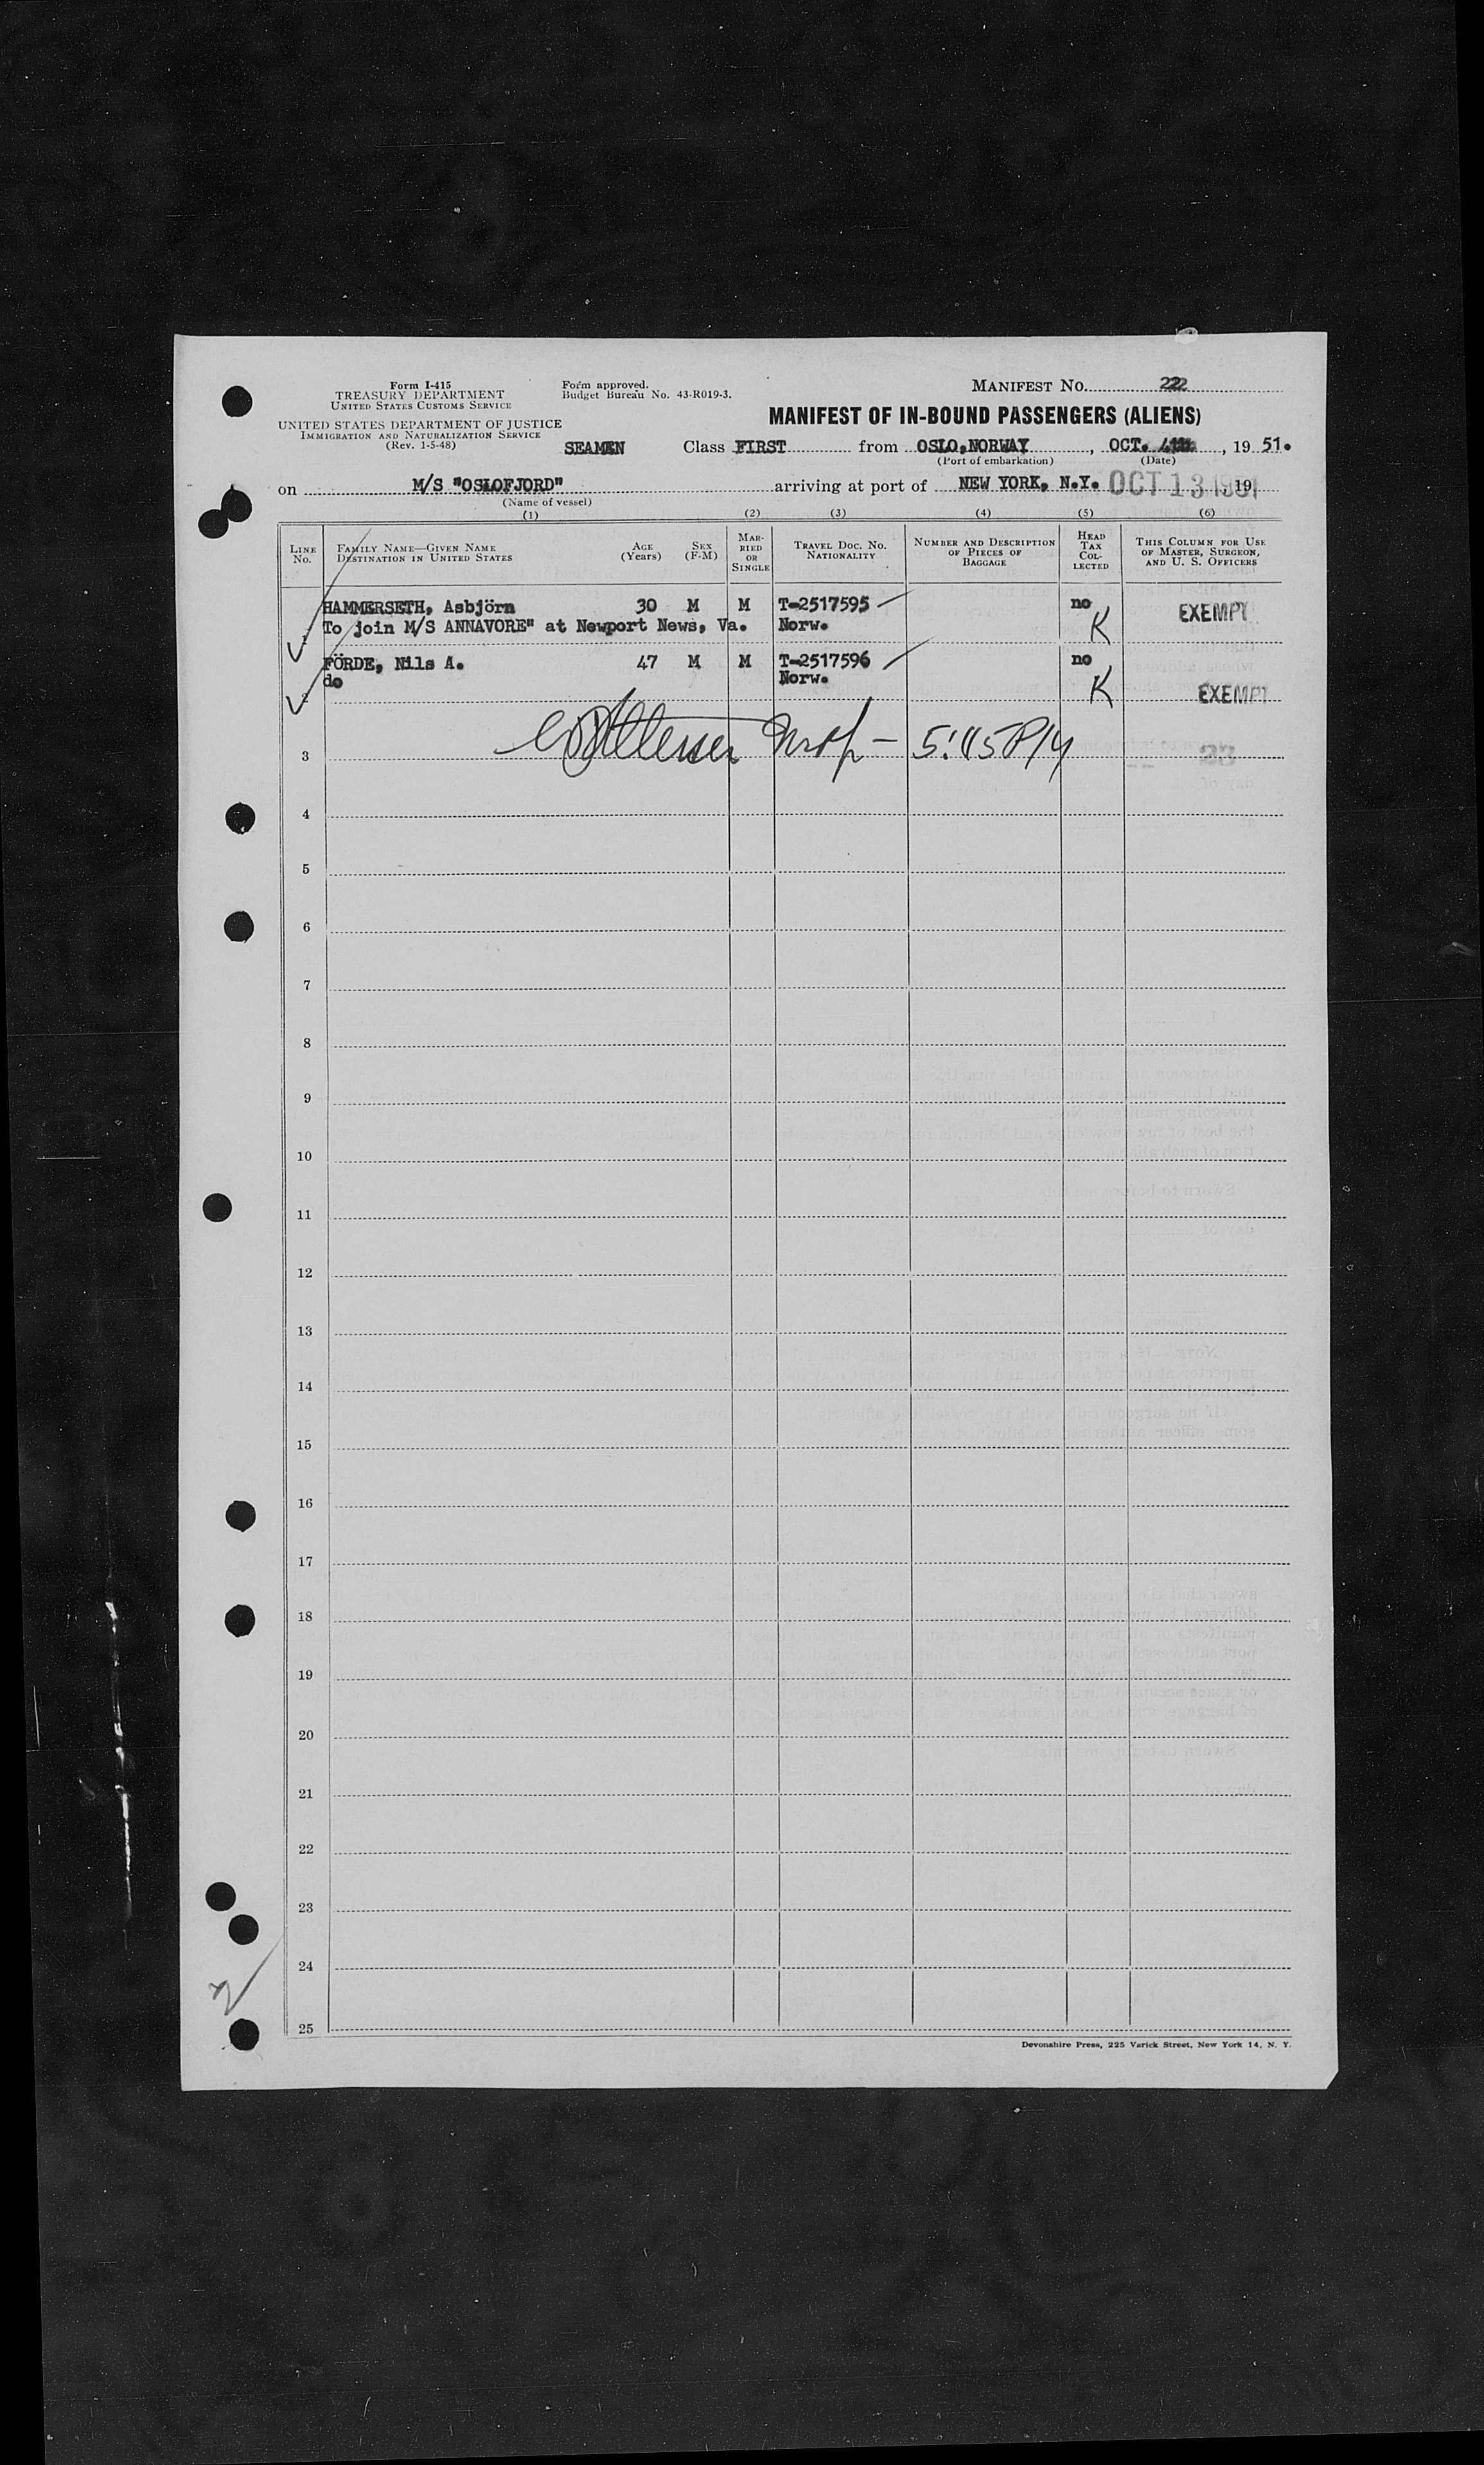 Form I-415
TREASURY DEPARTMENT
UNITED STATES CUSTOMS SERVICE
UNITED STATES DEPARTMENT OF JUSTICE
IMMIGRATION AND NATURALIZATION SERVICE
(Rev. 1-5-48)
Form approved.
Budget Bureau No. 43-R019-3.
MANIFEST NO. 22
MANIFEST OF IN-BOUND PASSENGERS (ALIENS)
SEAMEN Class FIRST from OSLO, NORWAY, OCT. , 19 51.
(Port of embarkation) (Date)
on M/S "OSLOFJORD" arriving at port of NEW YORK, N.Y. OCT 13 1951, 19
(Name of vessel)
(1) (2) (3) (4) (5) (6)
LINE NO. FAMILY NAME—GIVEN NAME DESTINATION IN UNITED STATES AGE (Years) SEX (F-M) MARRIED OR SINGLE TRAVEL DOC. NO. NATIONALITY NUMBER AND DESCRIPTION OF PIECES OF BAGGAGE HEAD TAX COLLECTED THIS COLUMN FOR USE OF MASTER, SURGEON, AND U. S. OFFICERS
HAMMERSETH, Asbjörn 30 M M T-2517595 no EXEMPT
1 To join M/S ANNAVORE" at Newport News, Va. Norw. K
FÖRDE, Nils A. 47 M M T-2517596 no
2 do Norw. K EXEMPT
3
4
5
6
7
8
9
10
11
12
13
14
15
16
17
18
19
20
21
22
23
24
25
Devonshire Press, 225 Varick Street, New York 14, N. Y.